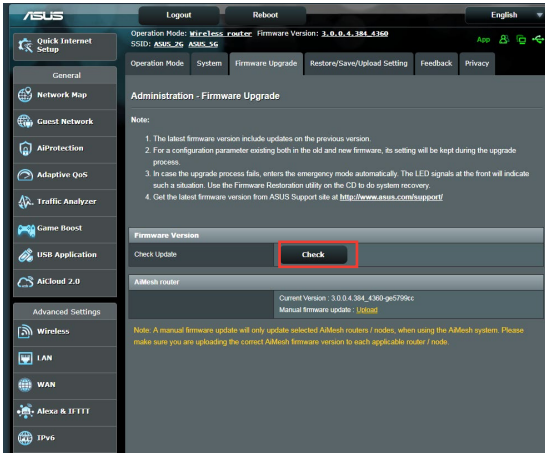 ASUS
Logout
Reboot
English
Quick Internet
Setup
Operation Mode: Wireless router Firmware Version: 3.0.0.4.384_4360
SSID: ASUS_2G ASUS_5G
App
Operation Mode System Firmware Upgrade Restore/Save/Upload Setting Feedback Privacy
General
Network Map
Guest Network
AiProtection
Adaptive QoS
Traffic Analyzer
Game Boost
USB Application
AiCloud 2.0
Advanced Settings
Wireless
LAN
WAN
Alexa & IFTTT
IPv6
Administration - Firmware Upgrade
Note:
1. The latest firmware version include updates on the previous version.
2. For a configuration parameter existing both in the old and new firmware, its setting will be kept during the upgrade
process.
3. In case the upgrade process fails, enters the emergency mode automatically. The LED signals at the front will indicate
such a situation. Use the Firmware Restoration utility on the CD to do system recovery.
4. Get the latest firmware version from ASUS Support site at http://www.asus.com/support/
Firmware Version
Check Update
Check
AiMesh router
Current Version : 3.0.0.4.384_4360-ge5799cc
Manual firmware update : Upload
Note: A manual firmware update will only update selected AiMesh routers / nodes, when using the AiMesh system. Please
make sure you are uploading the correct AiMesh firmware version to each applicable router / node.